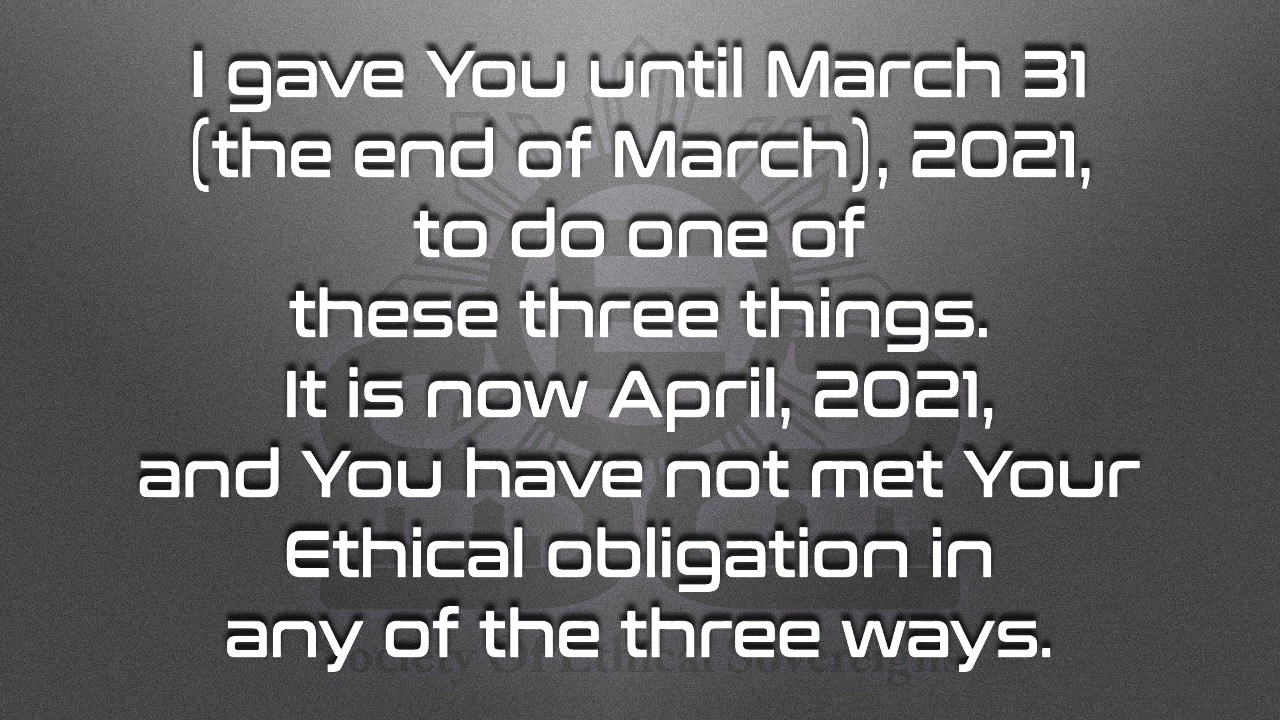 I gave You until March 31
(the end of March), 2021,
to do one of
these three things.
It is now April, 2021,
and You have not met Your
Ethical obligation in
any of the three ways.